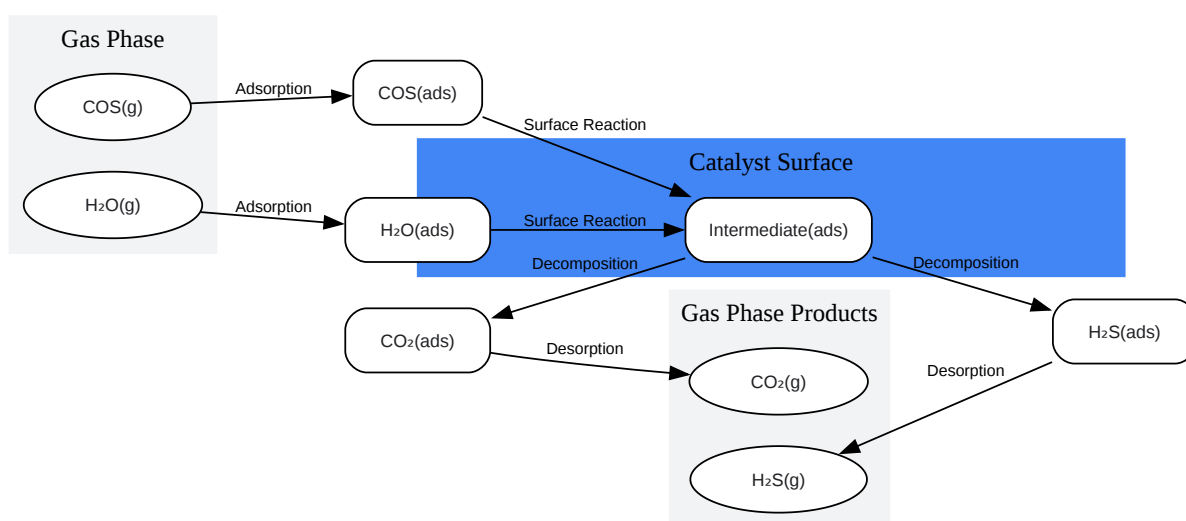 Gas Phase
COS(g)
Adsorption
COS(ads)
Surface Reaction
Catalyst Surface
H₂O(g)
Adsorption
H₂O(ads)
Surface Reaction
Intermediate(ads)
Decomposition
Decomposition
Gas Phase Products
CO₂(ads)
H₂S(ads)
Desorption
CO₂(g)
Desorption
H₂S(g)